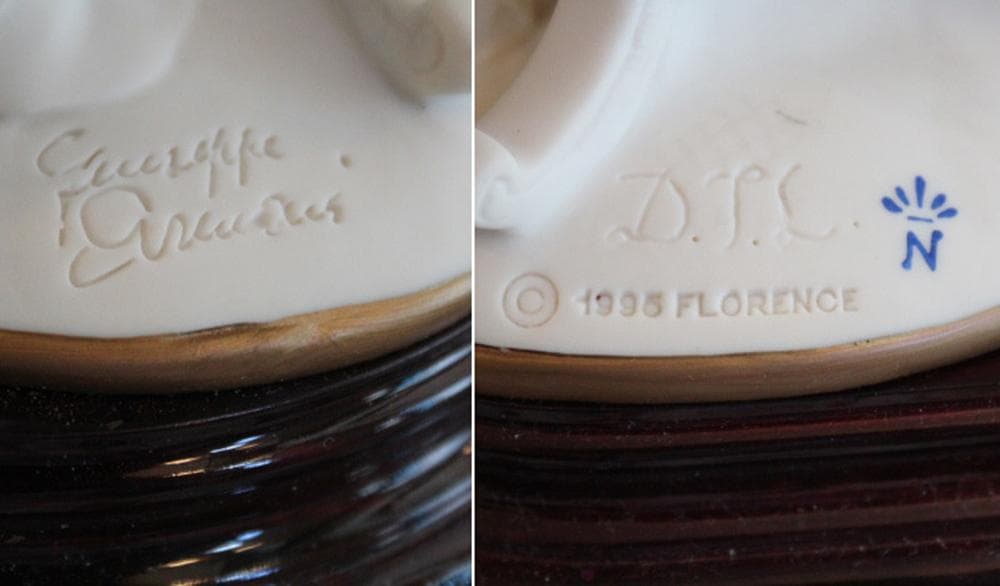 Giuseppe
Armani
D.P.L.
N
© 1995 FLORENCE